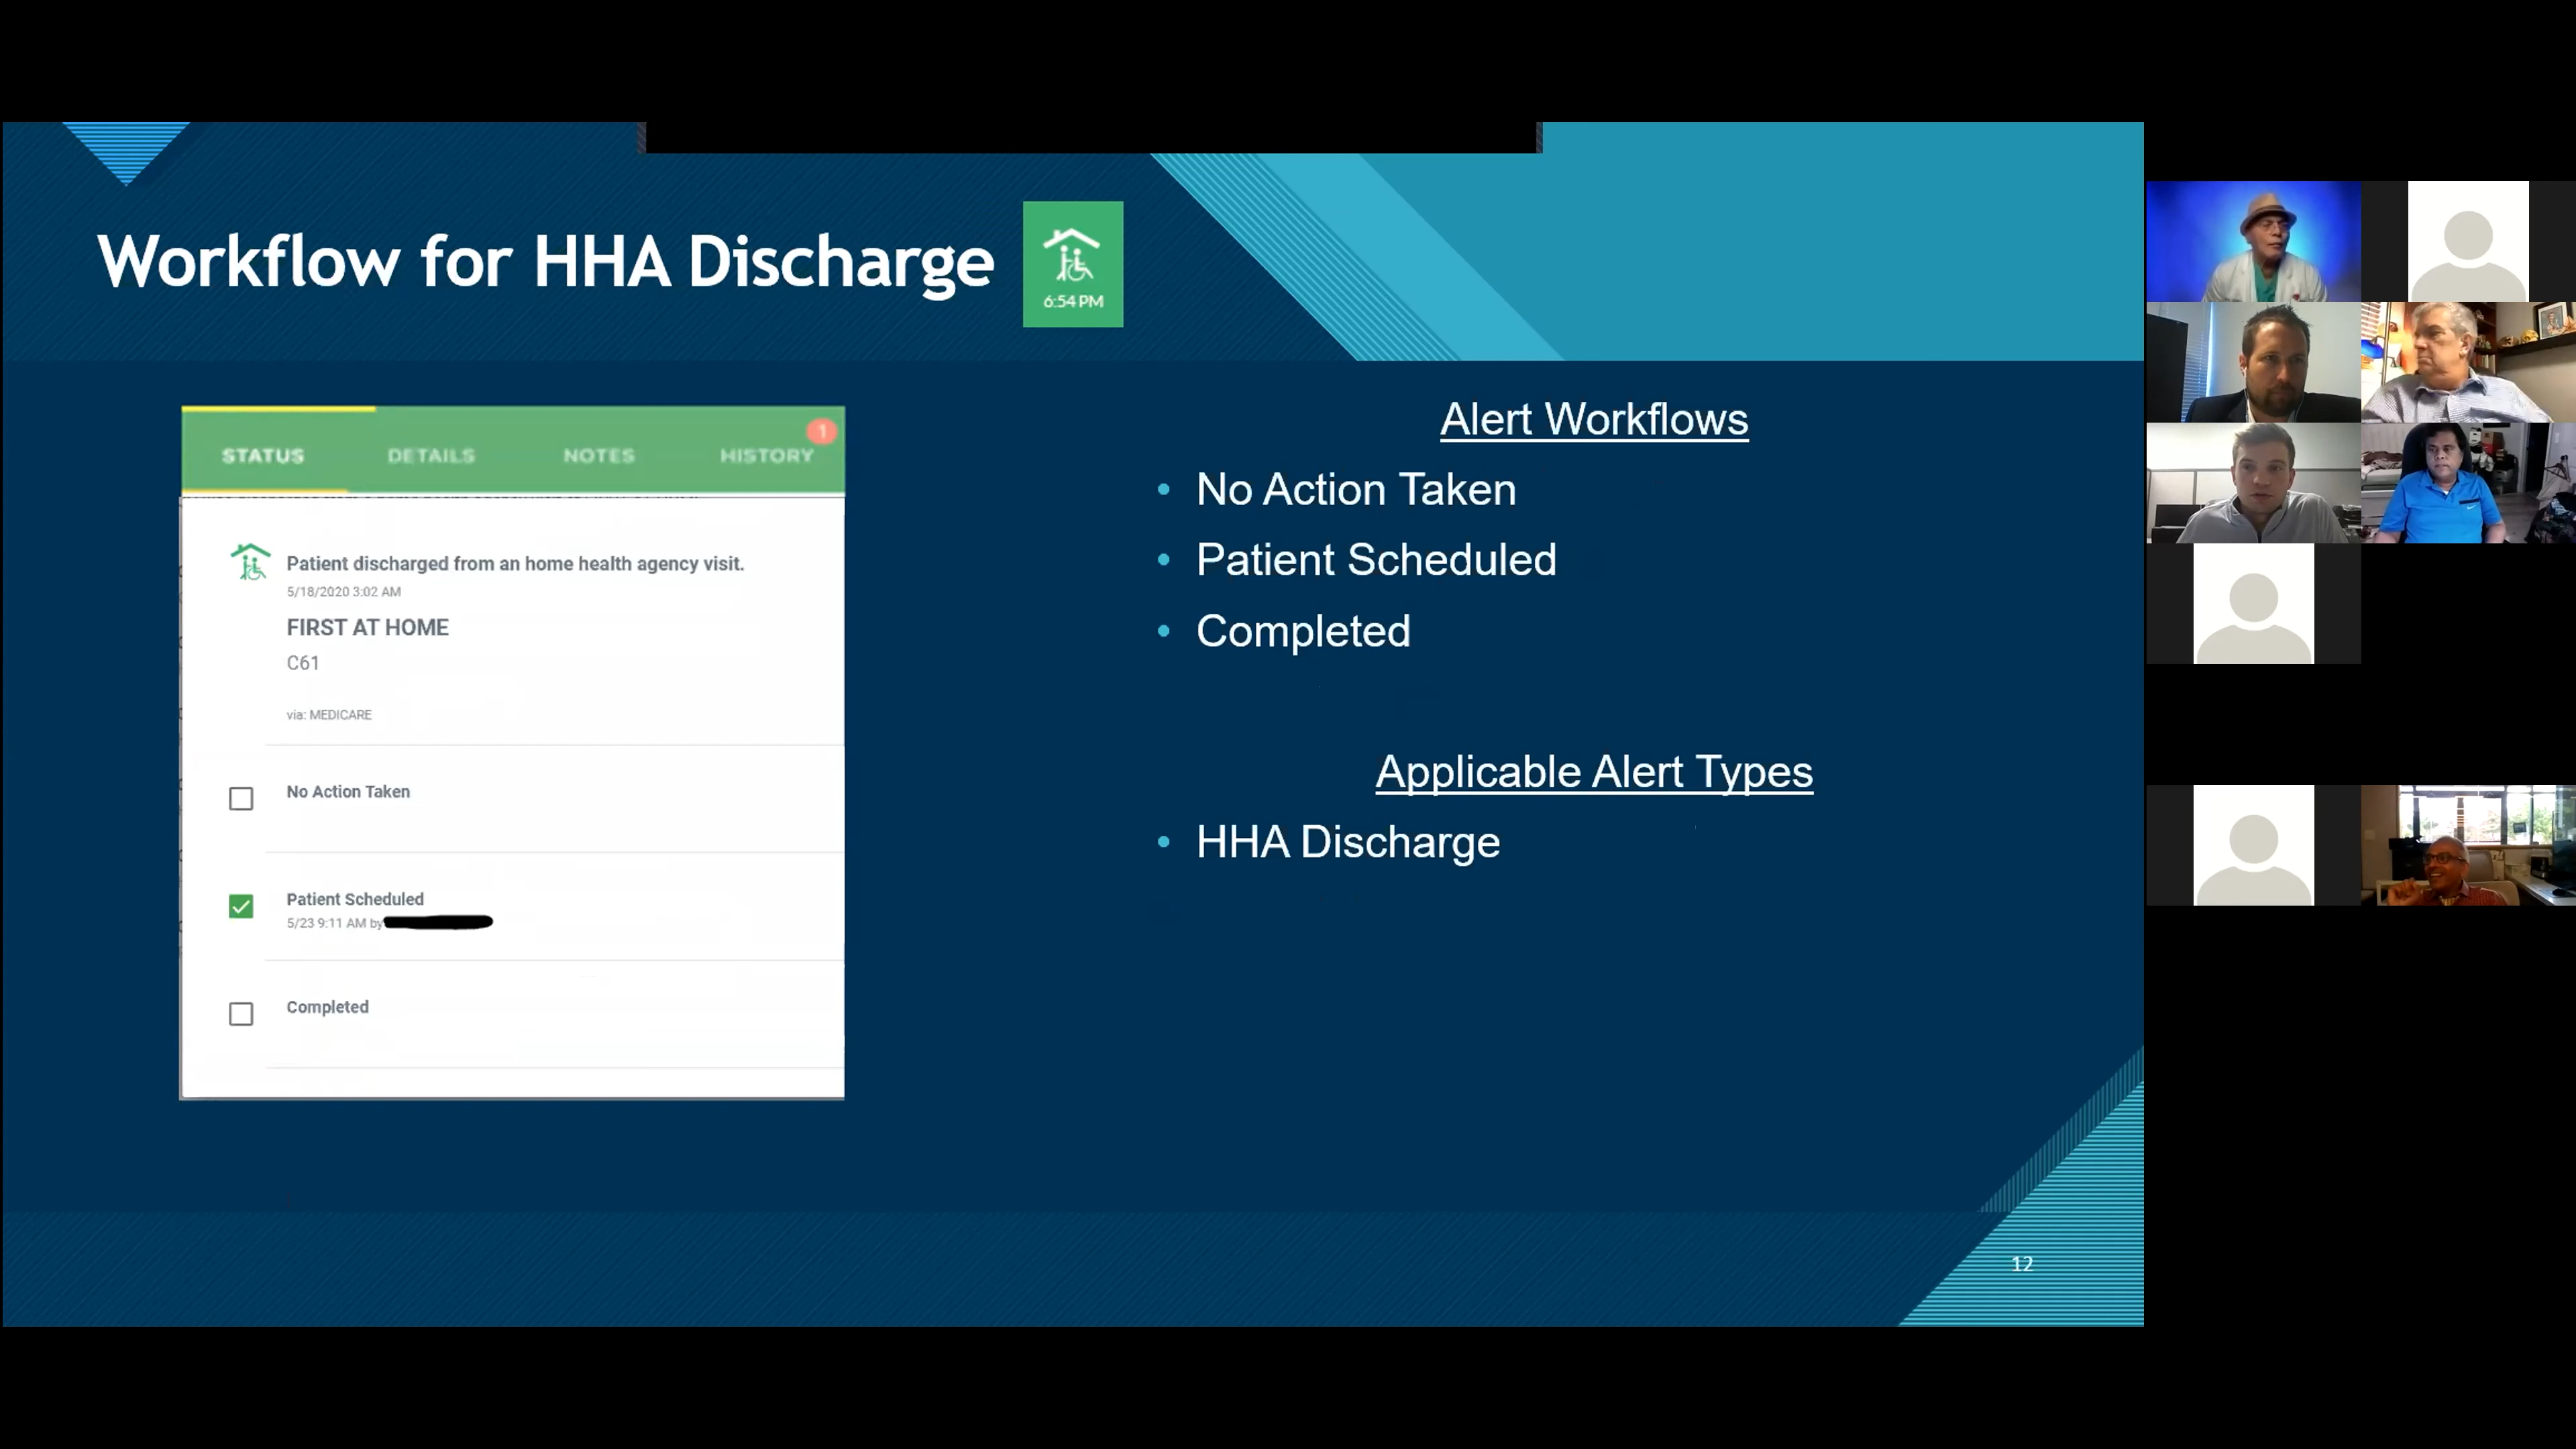 Workflow for HHA Discharge
6:54 PM
STATUS DETAILS NOTES HISTORY 1
Patient discharged from an home health agency visit.
5/18/2020 3:02 AM
FIRST AT HOME
C61
via: MEDICARE
No Action Taken
Patient Scheduled
5/23 9:11 AM by
Completed
Alert Workflows
• No Action Taken
• Patient Scheduled
• Completed
Applicable Alert Types
• HHA Discharge
12